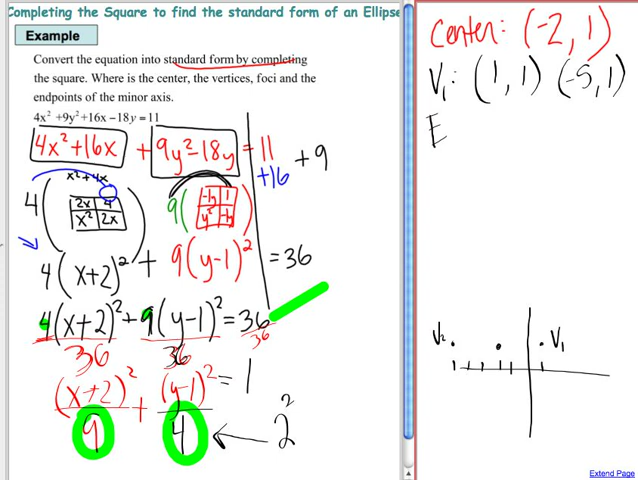 Completing the Square to find the standard form of an Ellipse
Example
Convert the equation into standard form by completing
the square. Where is the center, the vertices, foci and the
endpoints of the minor axis.
4x² +9y² +16x −18y = 11
4x² +16x + 9y² −18y = 11
+16 + 9
x² + 4x
4 ( 2x 4 ) 9 ( −1y 1 )
x² 2x y² −1y
4 (x+2)² + 9 (y−1)² = 36
4 (x+2)² + 9 (y−1)² = 36
36 36 36
(x+2)² + (y−1)² = 1
9 4 2²
Center: (−2, 1)
V₁: (1, 1) (−5, 1)
E
V₂ V₁
Extend Page